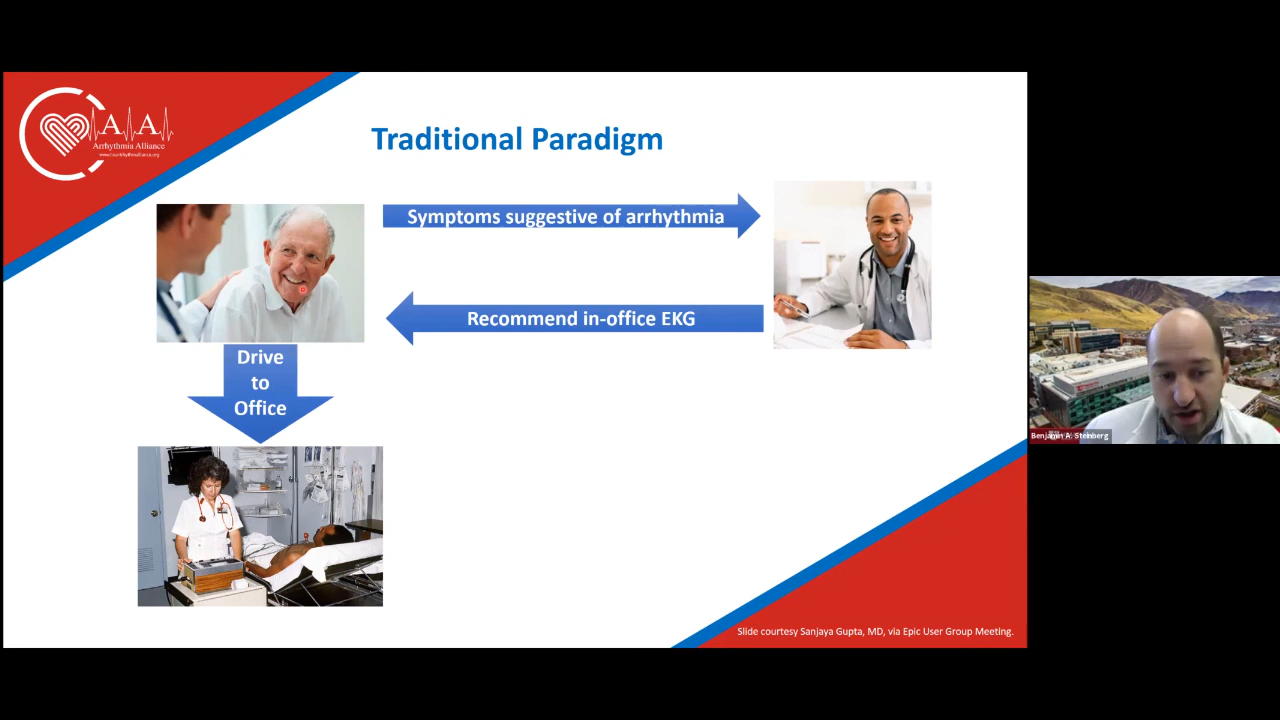 A A
Arrhythmia Alliance
Traditional Paradigm
Symptoms suggestive of arrhythmia
Recommend in-office EKG
Drive
to
Office
Benjamin A. Steinberg
Slide courtesy Sanjaya Gupta, MD, via Epic User Group Meeting.